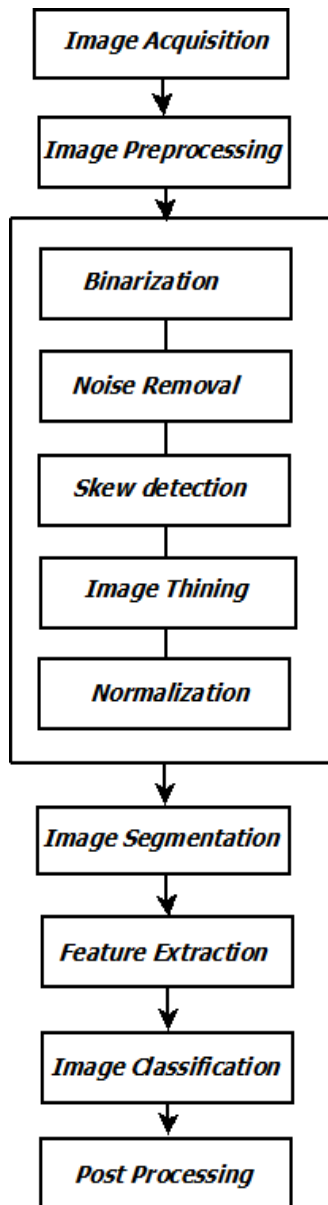 Image Acquisition
Image Preprocessing
Binarization
Noise Removal
Skew detection
Image Thining
Normalization
Image Segmentation
Feature Extraction
Image Classification
Post Processing